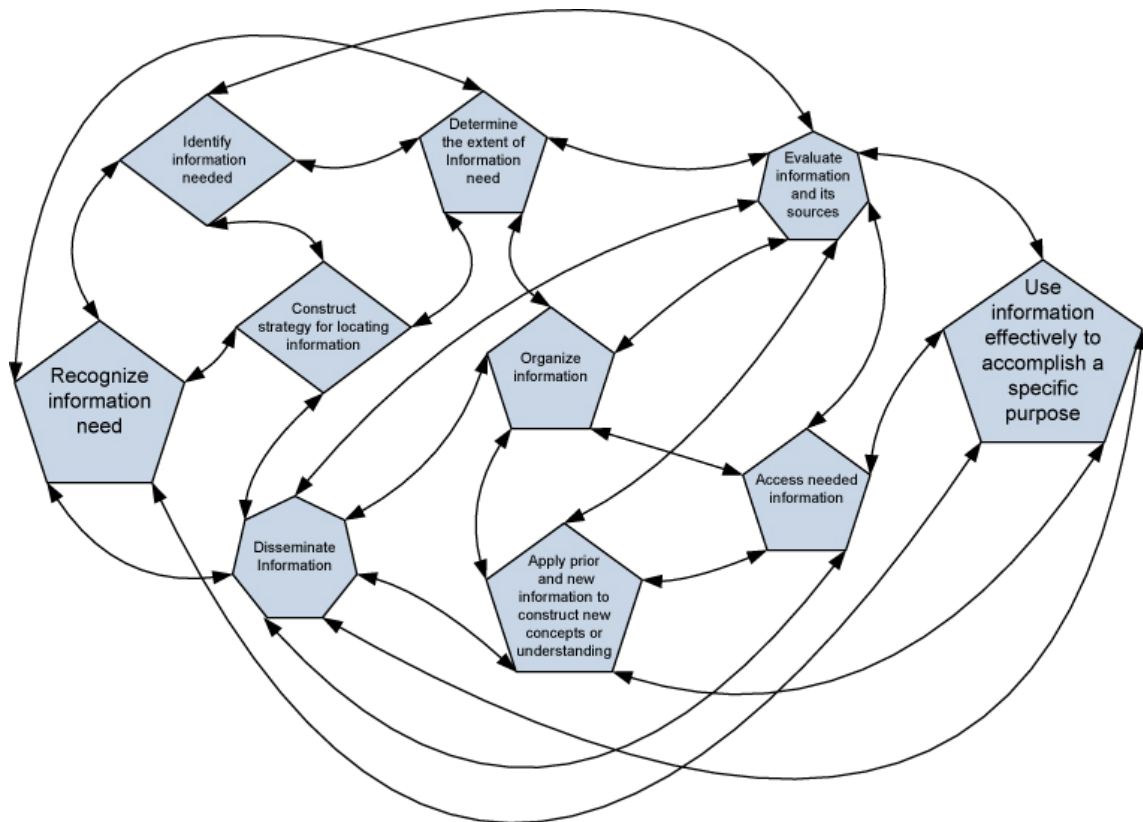 Identify
information
needed
Determine
the extent of
Information
need
Evaluate
information
and its
sources
Construct
strategy for locating
information
Use
information
effectively to
accomplish a
specific
purpose
Recognize
information
need
Organize
information
Access needed
information
Disseminate
Information
Apply prior
and new
information to
construct new
concepts or
understanding